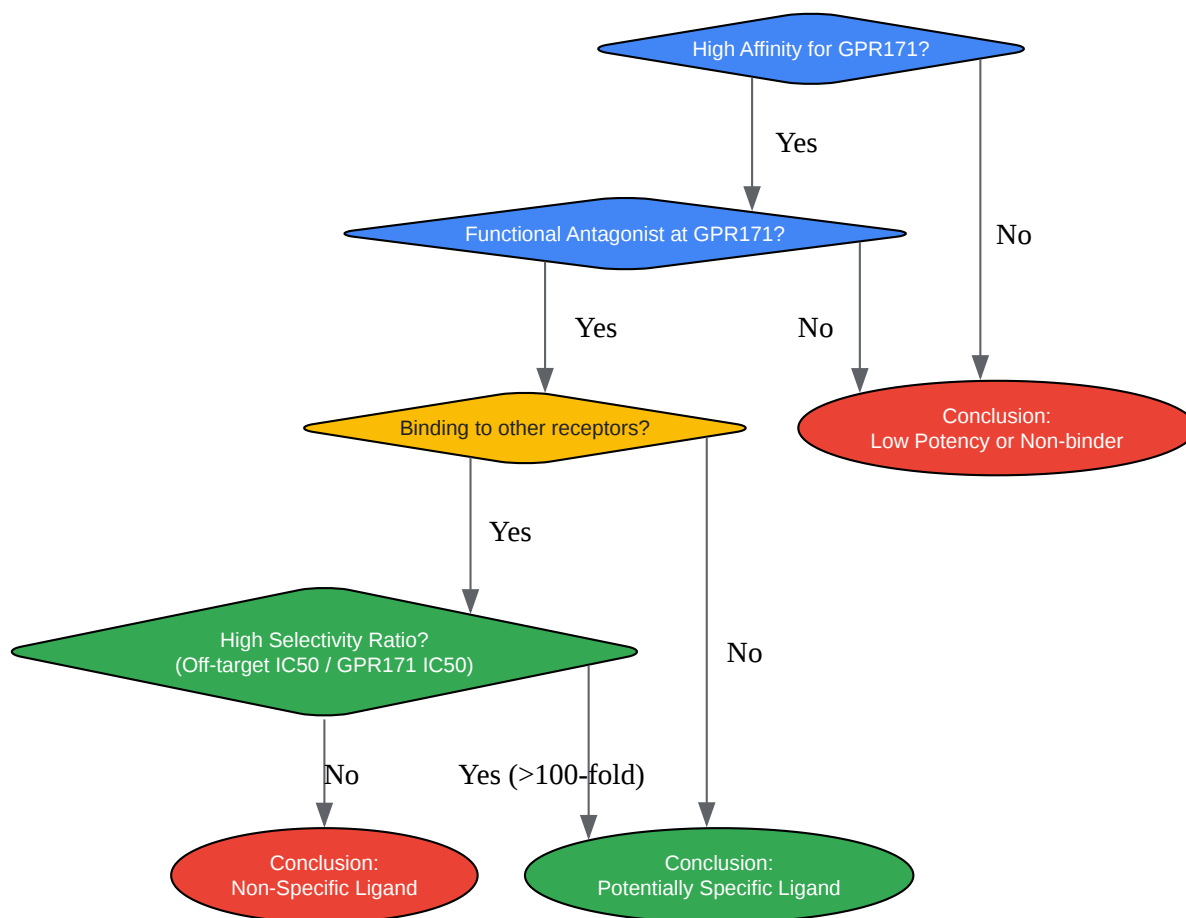 High Affinity for GPR171?
Yes
No
Functional Antagonist at GPR171?
Yes
No
Conclusion:
Low Potency or Non-binder
Binding to other receptors?
Yes
No
High Selectivity Ratio?
(Off-target IC50 / GPR171 IC50)
No
Yes (>100-fold)
Conclusion:
Non-Specific Ligand
Conclusion:
Potentially Specific Ligand